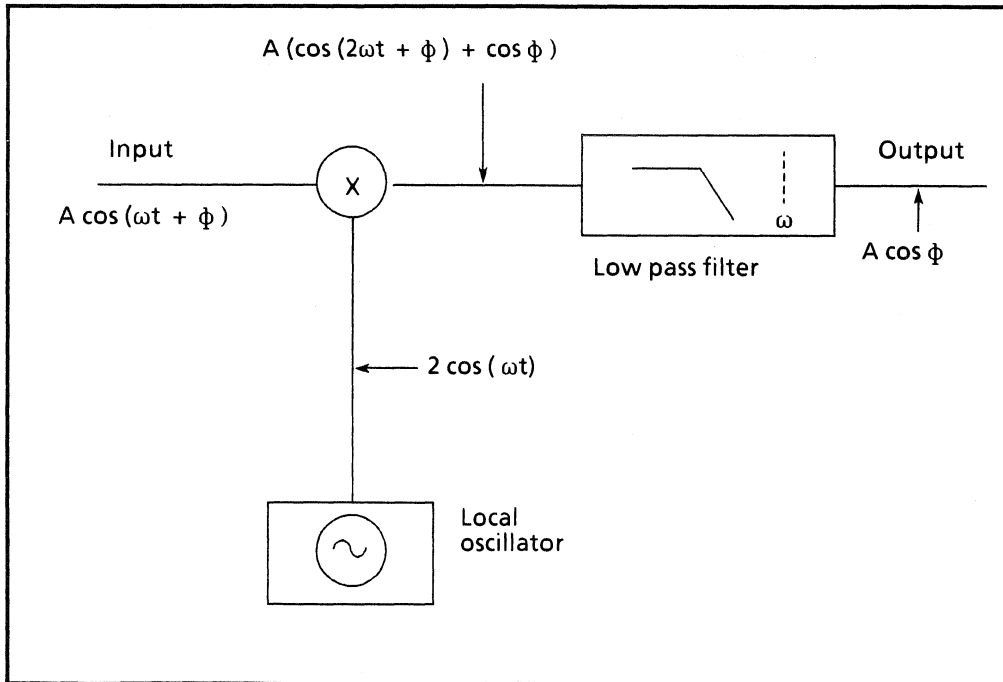 A (cos (2ωt + ϕ) + cos ϕ)
Input
Output
X
A cos (ωt + ϕ)
ω
Low pass filter
A cos ϕ
2 cos (ωt)
Local
oscillator